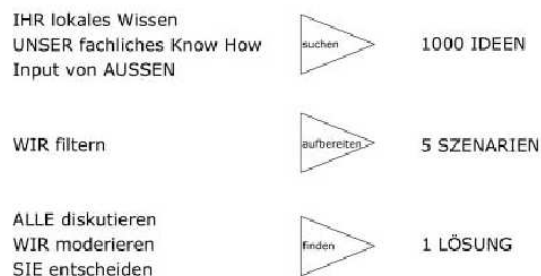 IHR lokales Wissen
UNSER fachliches Know How
Input von AUSSEN
suchen
1000 IDEEN
WIR filtern
aufbereiten
5 SZENARIEN
ALLE diskutieren
WIR moderieren
SIE entscheiden
finden
1 LÖSUNG